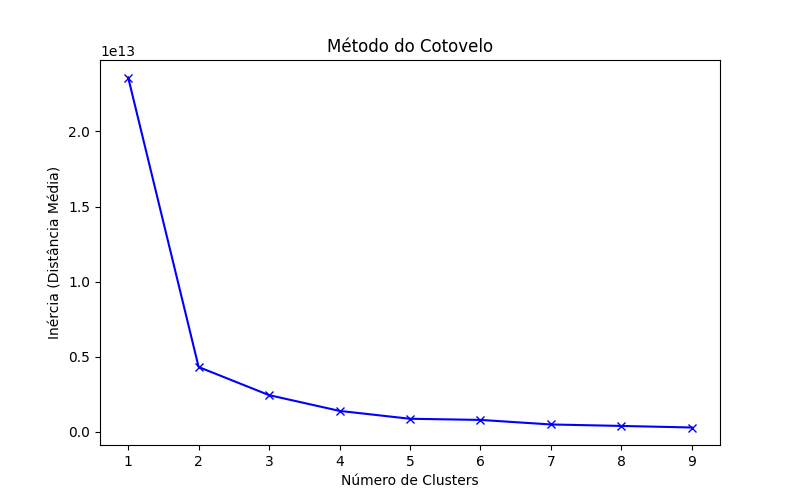 Método do Cotovelo
1e13
2.0
1.5
1.0
0.5
0.0
Inércia (Distância Média)
1 2 3 4 5 6 7 8 9
Número de Clusters